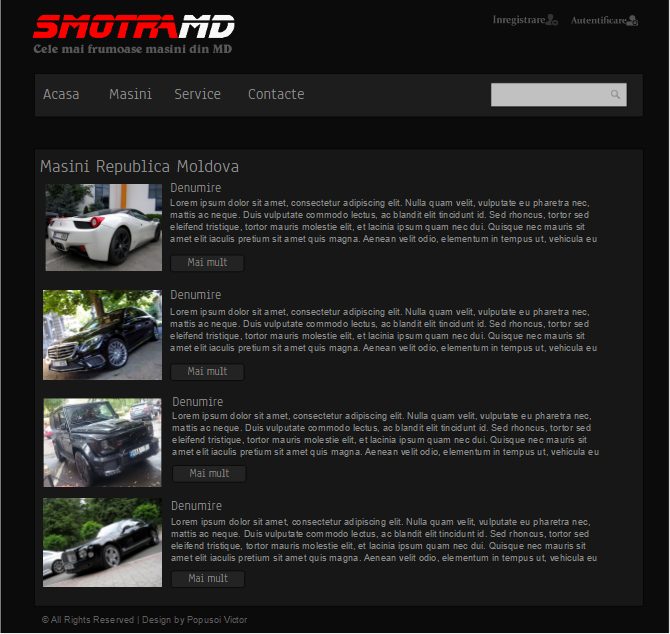 SMOTRAMD
Cele mai frumoase masini din MD
Inregistrare
Autentificare
Acasa Masini Service Contacte
Masini Republica Moldova
Denumire
Lorem ipsum dolor sit amet, consectetur adipiscing elit. Nulla quam velit, vulputate eu pharetra nec,
mattis ac neque. Duis vulputate commodo lectus, ac blandit elit tincidunt id. Sed rhoncus, tortor sed
eleifend tristique, tortor mauris molestie elit, et lacinia ipsum quam nec dui. Quisque nec mauris sit
amet elit iaculis pretium sit amet quis magna. Aenean velit odio, elementum in tempus ut, vehicula eu
Mai mult
Denumire
Lorem ipsum dolor sit amet, consectetur adipiscing elit. Nulla quam velit, vulputate eu pharetra nec,
mattis ac neque. Duis vulputate commodo lectus, ac blandit elit tincidunt id. Sed rhoncus, tortor sed
eleifend tristique, tortor mauris molestie elit, et lacinia ipsum quam nec dui. Quisque nec mauris sit
amet elit iaculis pretium sit amet quis magna. Aenean velit odio, elementum in tempus ut, vehicula eu
Mai mult
Denumire
Lorem ipsum dolor sit amet, consectetur adipiscing elit. Nulla quam velit, vulputate eu pharetra nec,
mattis ac neque. Duis vulputate commodo lectus, ac blandit elit tincidunt id. Sed rhoncus, tortor sed
eleifend tristique, tortor mauris molestie elit, et lacinia ipsum quam nec dui. Quisque nec mauris sit
amet elit iaculis pretium sit amet quis magna. Aenean velit odio, elementum in tempus ut, vehicula eu
Mai mult
Denumire
Lorem ipsum dolor sit amet, consectetur adipiscing elit. Nulla quam velit, vulputate eu pharetra nec,
mattis ac neque. Duis vulputate commodo lectus, ac blandit elit tincidunt id. Sed rhoncus, tortor sed
eleifend tristique, tortor mauris molestie elit, et lacinia ipsum quam nec dui. Quisque nec mauris sit
amet elit iaculis pretium sit amet quis magna. Aenean velit odio, elementum in tempus ut, vehicula eu
Mai mult
© All Rights Reserved | Design by Popusoi Victor